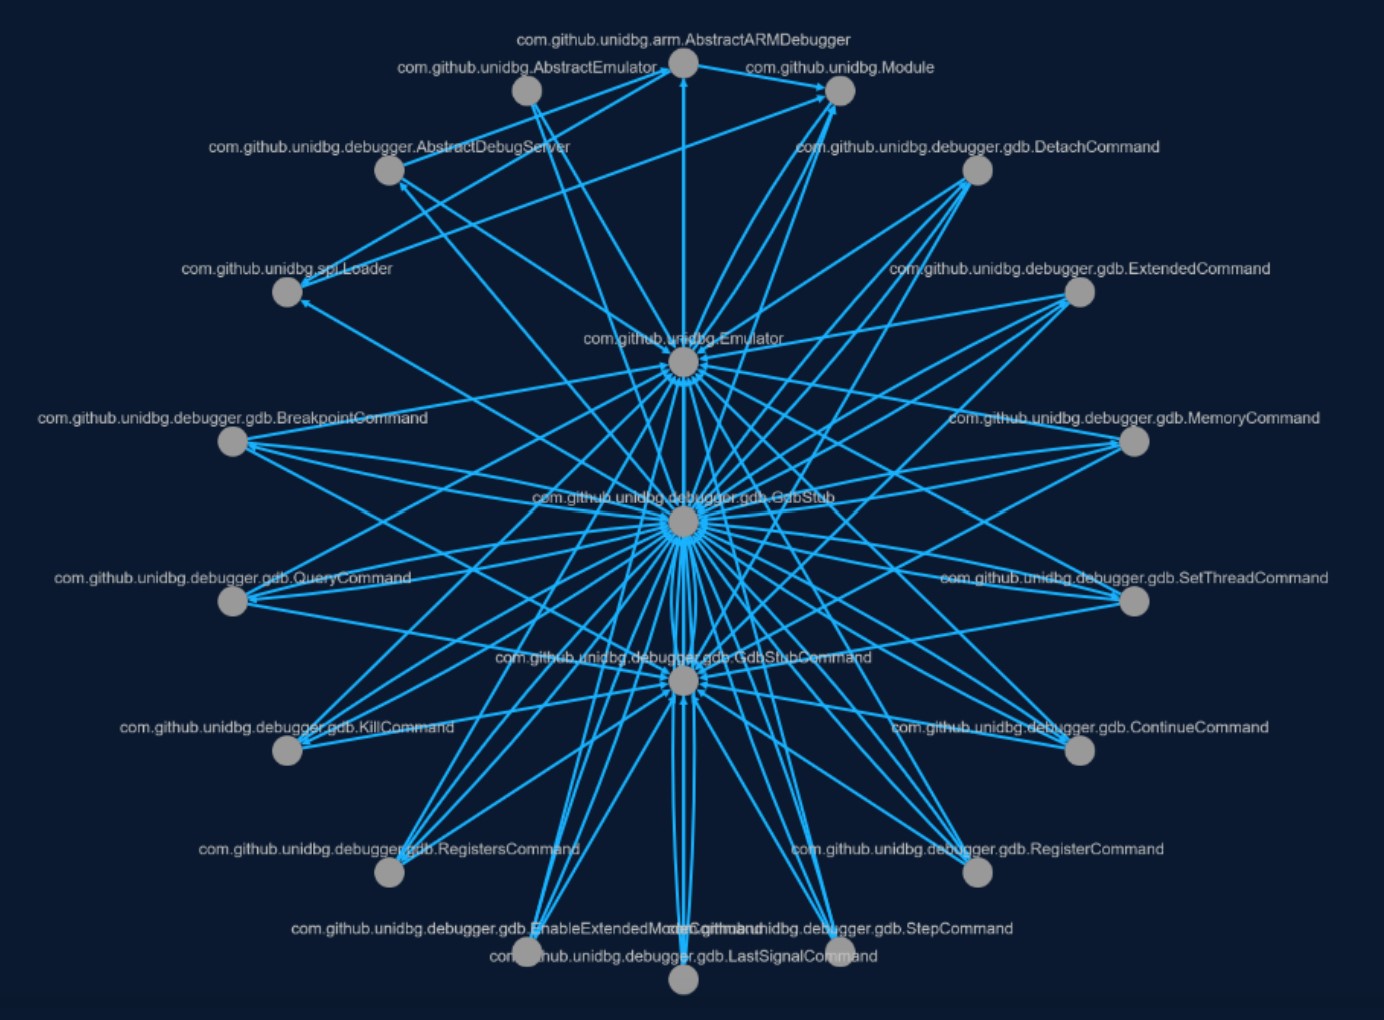 com.github.unidbg.arm.AbstractARMDebugger
com.github.unidbg.AbstractEmulator
com.github.unidbg.Module
com.github.unidbg.debugger.AbstractDebugServer
com.github.unidbg.debugger.gdb.DetachCommand
com.github.unidbg.spi.Loader
com.github.unidbg.debugger.gdb.ExtendedCommand
com.github.unidbg.Emulator
com.github.unidbg.debugger.gdb.BreakpointCommand
com.github.unidbg.debugger.gdb.MemoryCommand
com.github.unidbg.debugger.gdb.GdbStub
com.github.unidbg.debugger.gdb.QueryCommand
com.github.unidbg.debugger.gdb.SetThreadCommand
com.github.unidbg.debugger.gdb.GdbStubCommand
com.github.unidbg.debugger.gdb.KillCommand
com.github.unidbg.debugger.gdb.ContinueCommand
com.github.unidbg.debugger.gdb.RegistersCommand
com.github.unidbg.debugger.gdb.RegisterCommand
com.github.unidbg.debugger.gdb.EnableExtendedModeCommand
com.github.unidbg.debugger.gdb.StepCommand
com.github.unidbg.debugger.gdb.LastSignalCommand